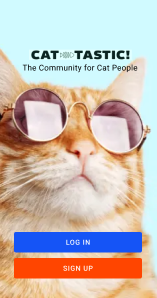 CAT-TASTIC!
The Community for Cat People
LOG IN
SIGN UP